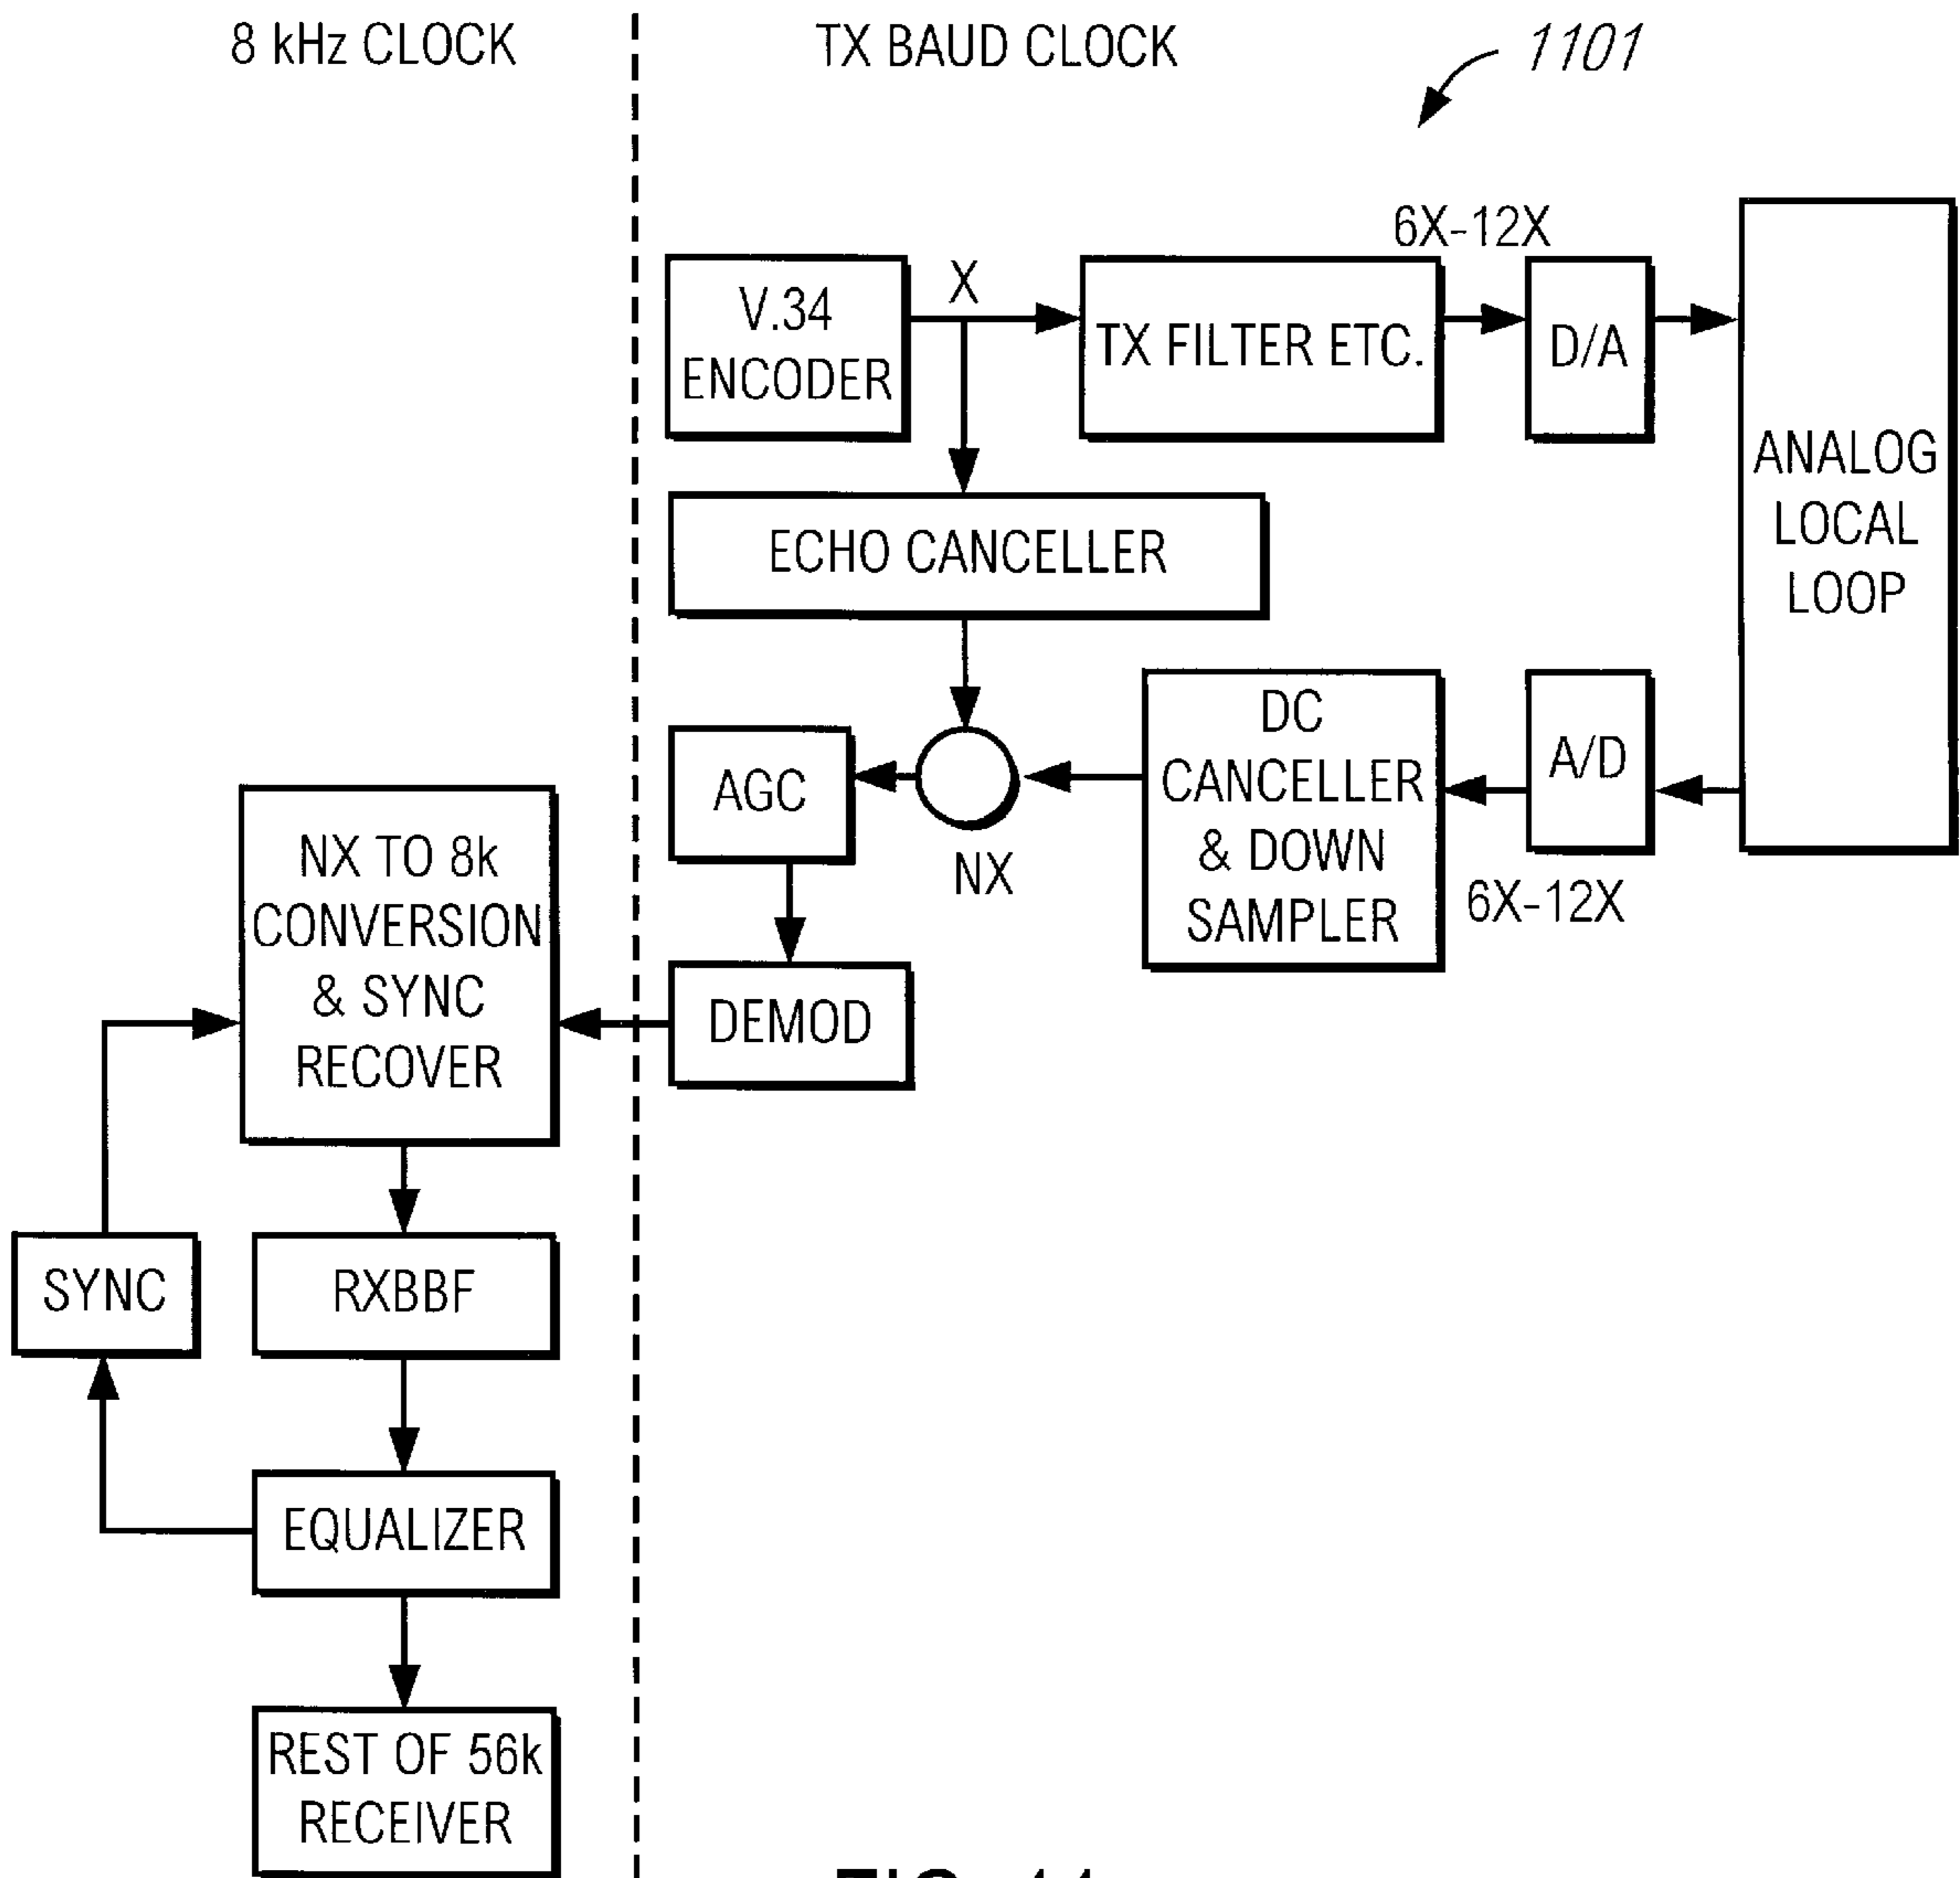 8 kHz CLOCK
TX BAUD CLOCK
1101
6X-12X
V.34
ENCODER
X
TX FILTER ETC.
D/A
ANALOG
LOCAL
LOOP
ECHO CANCELLER
DC
CANCELLER
& DOWN
SAMPLER
A/D
AGC
NX
6X-12X
NX TO 8k
CONVERSION
& SYNC
RECOVER
DEMOD
SYNC
RXBBF
EQUALIZER
REST OF 56k
RECEIVER